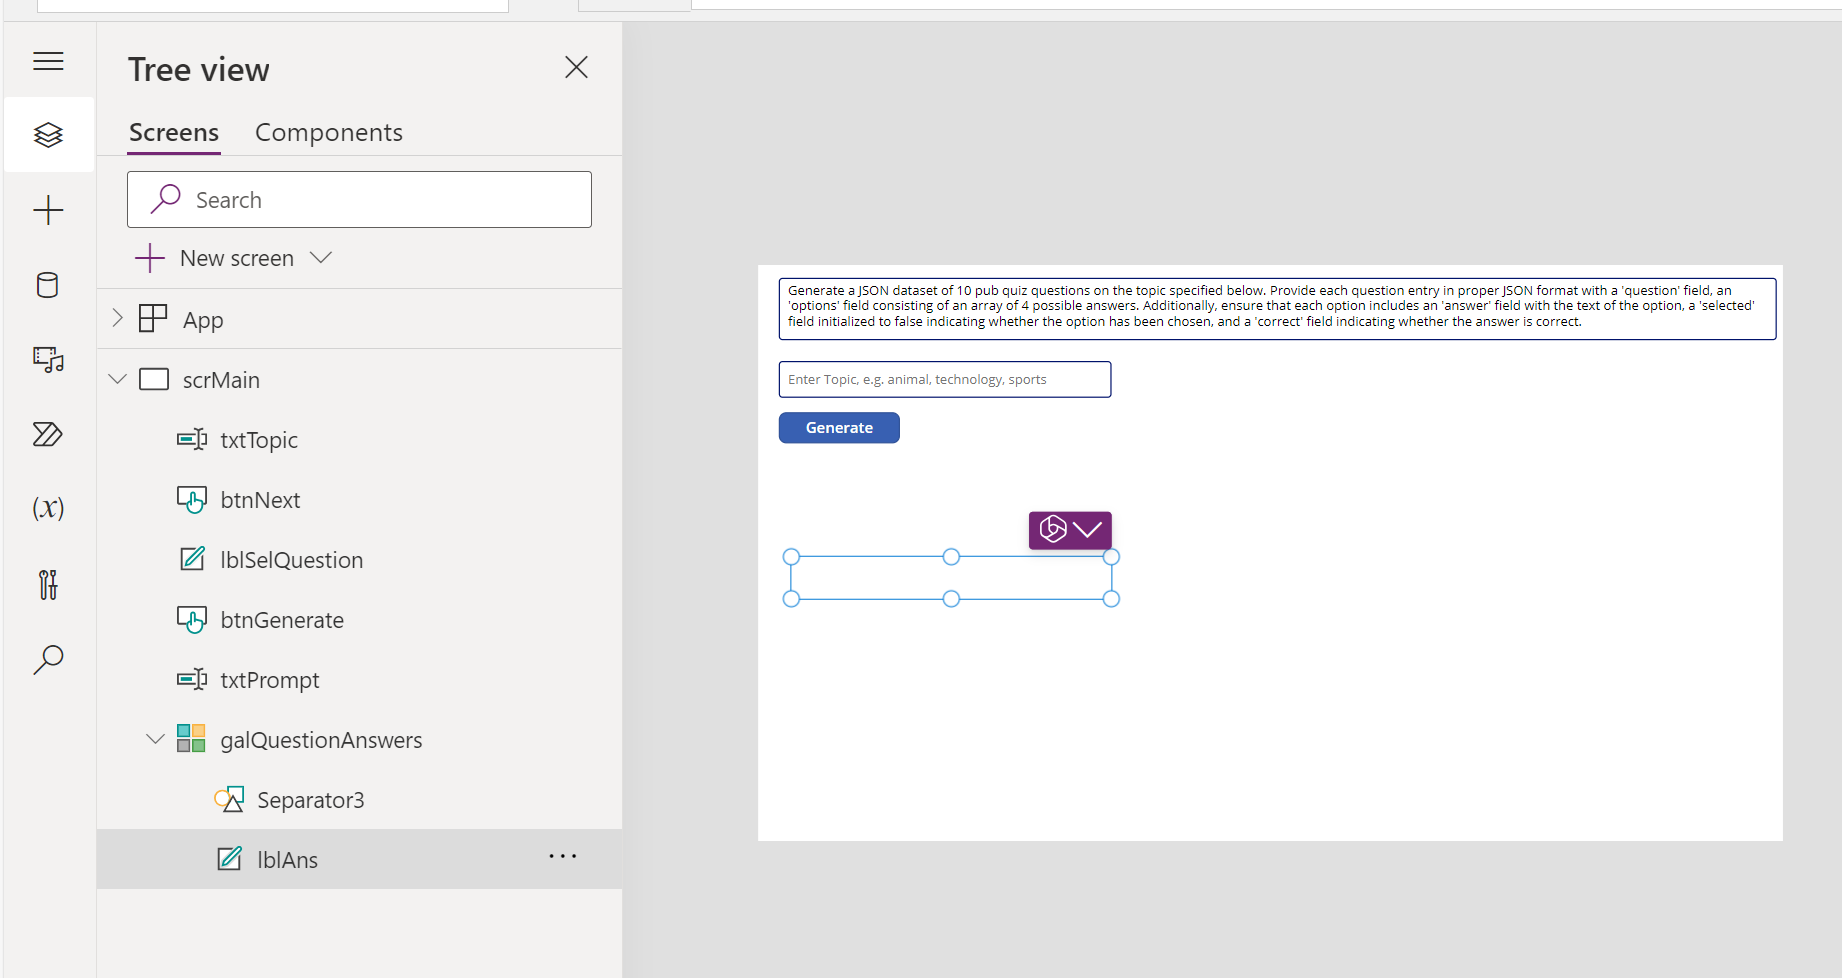 Tree view
Screens Components
Search
New screen
App
scrMain
txtTopic
btnNext
lblSelQuestion
btnGenerate
txtPrompt
galQuestionAnswers
Separator3
lblAns
(x)
Generate a JSON dataset of 10 pub quiz questions on the topic specified below. Provide each question entry in proper JSON format with a 'question' field, an
'options' field consisting of an array of 4 possible answers. Additionally, ensure that each option includes an 'answer' field with the text of the option, a 'selected'
field initialized to false indicating whether the option has been chosen, and a 'correct' field indicating whether the answer is correct.
Enter Topic, e.g. animal, technology, sports
Generate